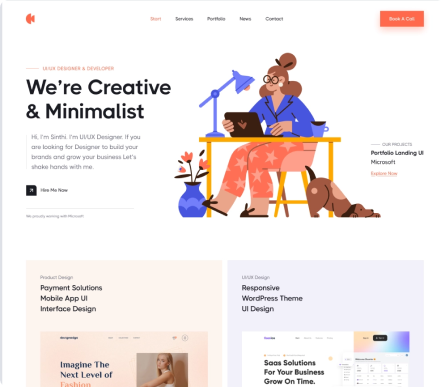 Start
Services
Portfolio
News
Contact
Book A Call
UI/UX DESIGNER & DEVELOPER
We're Creative
& Minimalist
Hi, I'm Sinthi. I'm UI/UX Designer. If you
are looking for Designer to build your
brands and grow your business Let's
shake hands with me.
Hire Me Now
We proudly working with Microsoft
OUR PROJECTS
Portfolio Landing UI
Microsoft
Explore Now
Product Design
Payment Solutions
Mobile App UI
Interface Design
UI/UX Design
Responsive
WordPress Theme
UI Design
Imagine The
Next Level of
Fashion
Saas Solutions
For Your Business
Grow On Time.